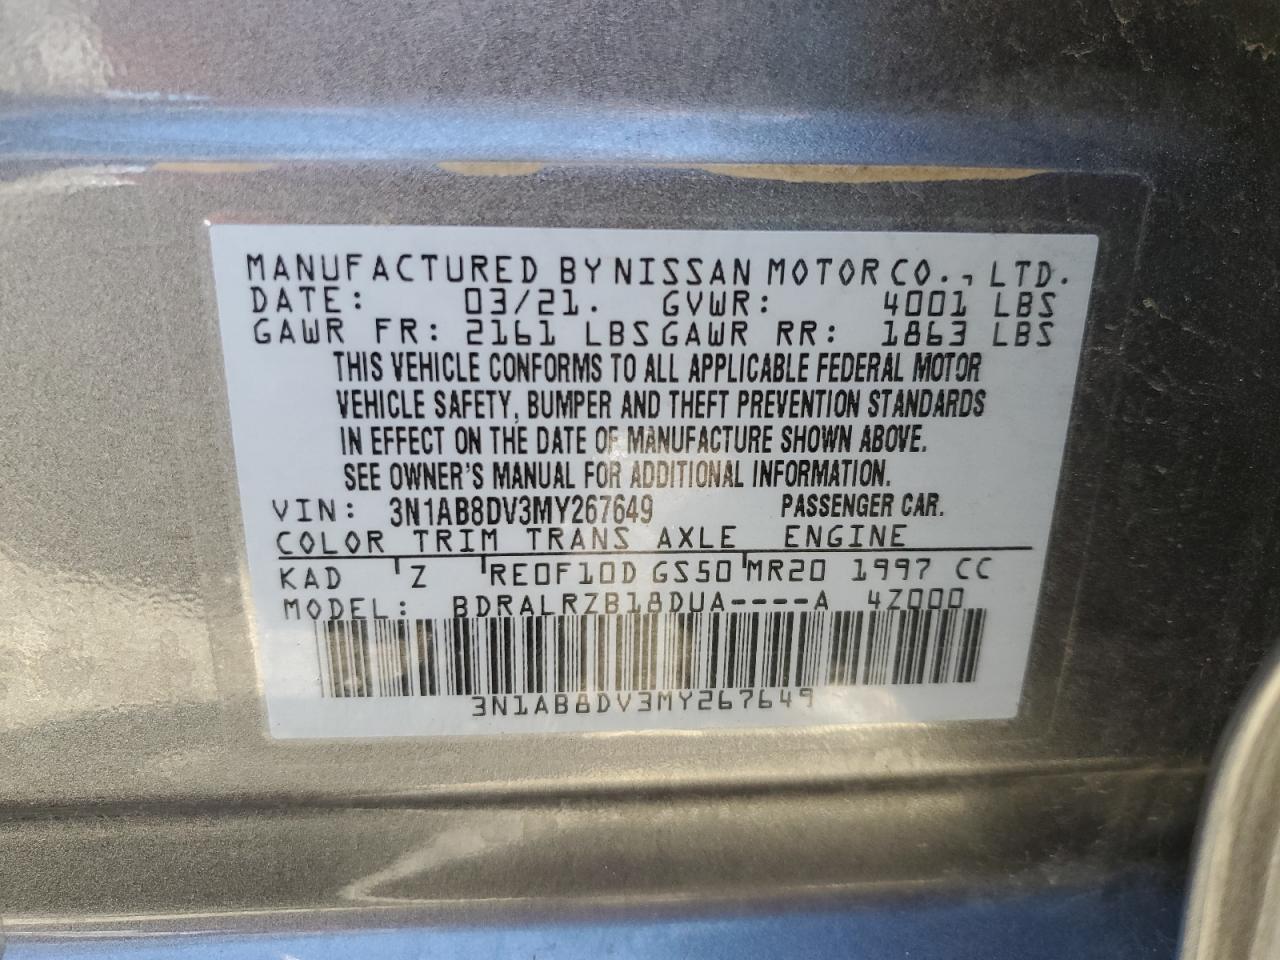 MANUFACTURED BY NISSAN MOTOR CO., LTD.
DATE: 03/21. GVWR: 4001 LBS
GAWR FR: 2161 LBS GAWR RR: 1863 LBS
THIS VEHICLE CONFORMS TO ALL APPLICABLE FEDERAL MOTOR
VEHICLE SAFETY, BUMPER AND THEFT PREVENTION STANDARDS
IN EFFECT ON THE DATE OF MANUFACTURE SHOWN ABOVE.
SEE OWNER'S MANUAL FOR ADDITIONAL INFORMATION.
VIN: 3N1AB8DV3MY267649 PASSENGER CAR.
COLOR TRIM TRANS AXLE ENGINE
KAD Z RE0F10D GS50 MR20 1997 CC
MODEL: BDRALRZB18DUA----A 4Z000
3N1AB8DV3MY267649